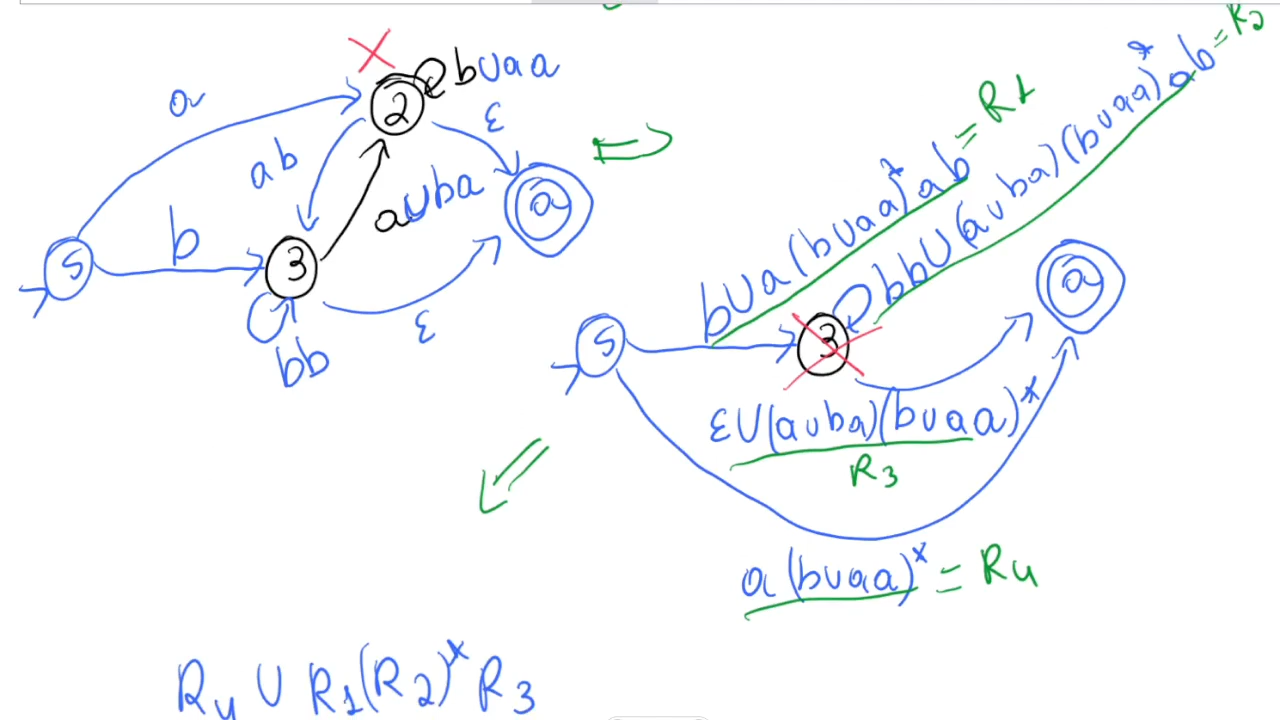 a
2
b∪aa
ε
ab
a∪ba
a
s
b
3
ε
bb
b∪a(b∪aa)*ab = R1
bb∪(a∪ba)(b∪aa)*ab = R2
s
3
a
ε∪(a∪ba)(b∪aa)*
R3
a(b∪aa)* = R4
R4 ∪ R1(R2)*R3